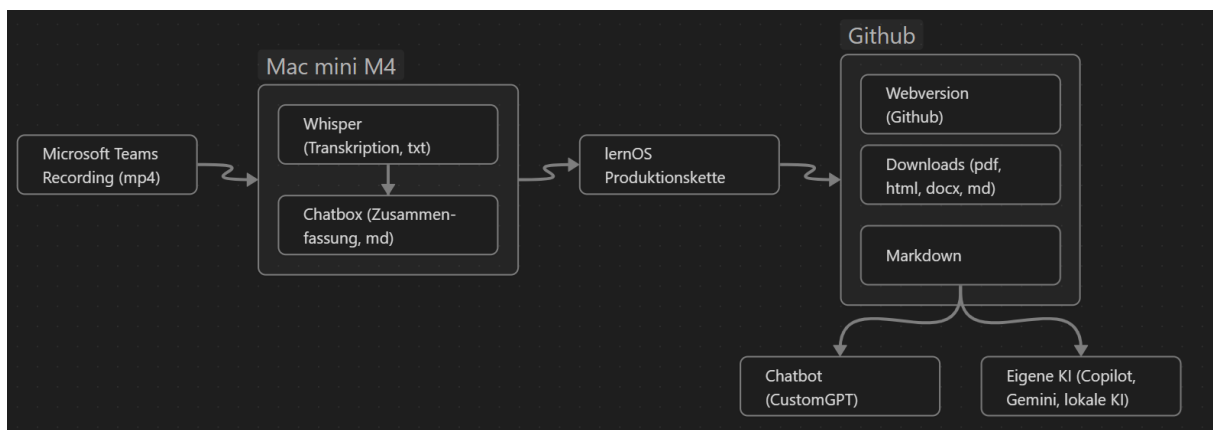 Microsoft Teams
Recording (mp4)
Mac mini M4
Whisper
(Transkription, txt)
Chatbox (Zusammen-
fassung, md)
lernOS
Produktionskette
Github
Webversion
(Github)
Downloads (pdf,
html, docx, md)
Markdown
Chatbot
(CustomGPT)
Eigene KI (Copilot,
Gemini, lokale KI)